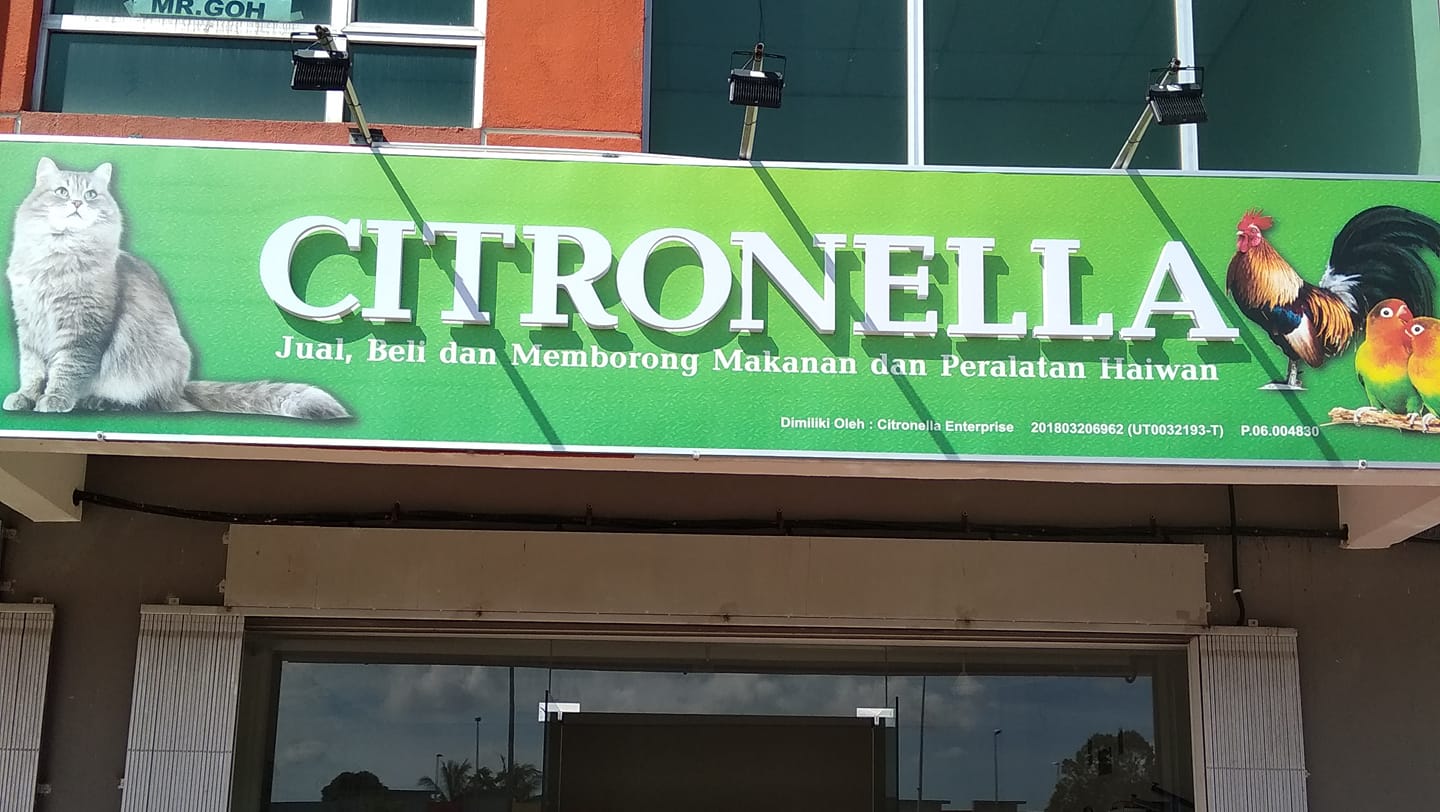 MR.GOH
CITRONELLA
Jual, Beli dan Memborong Makanan dan Peralatan Haiwan
Dimiliki Oleh : Citronella Enterprise 201803206962 (UT0032193-T) P.06.004830